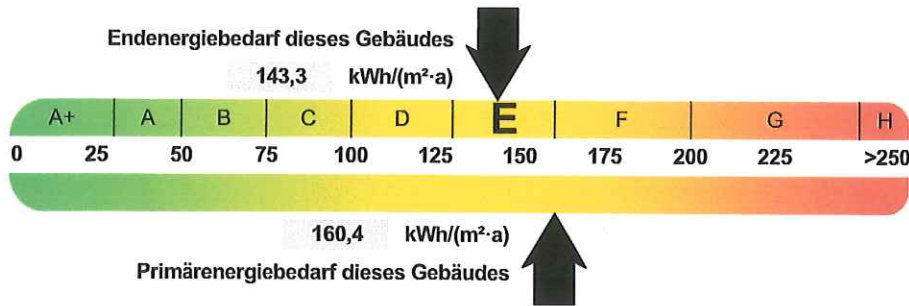 Endenergiebedarf dieses Gebäudes
143,3 kWh/(m²·a)
A+ A B C D E F G H
0 25 50 75 100 125 150 175 200 225 >250
160,4 kWh/(m²·a)
Primärenergiebedarf dieses Gebäudes